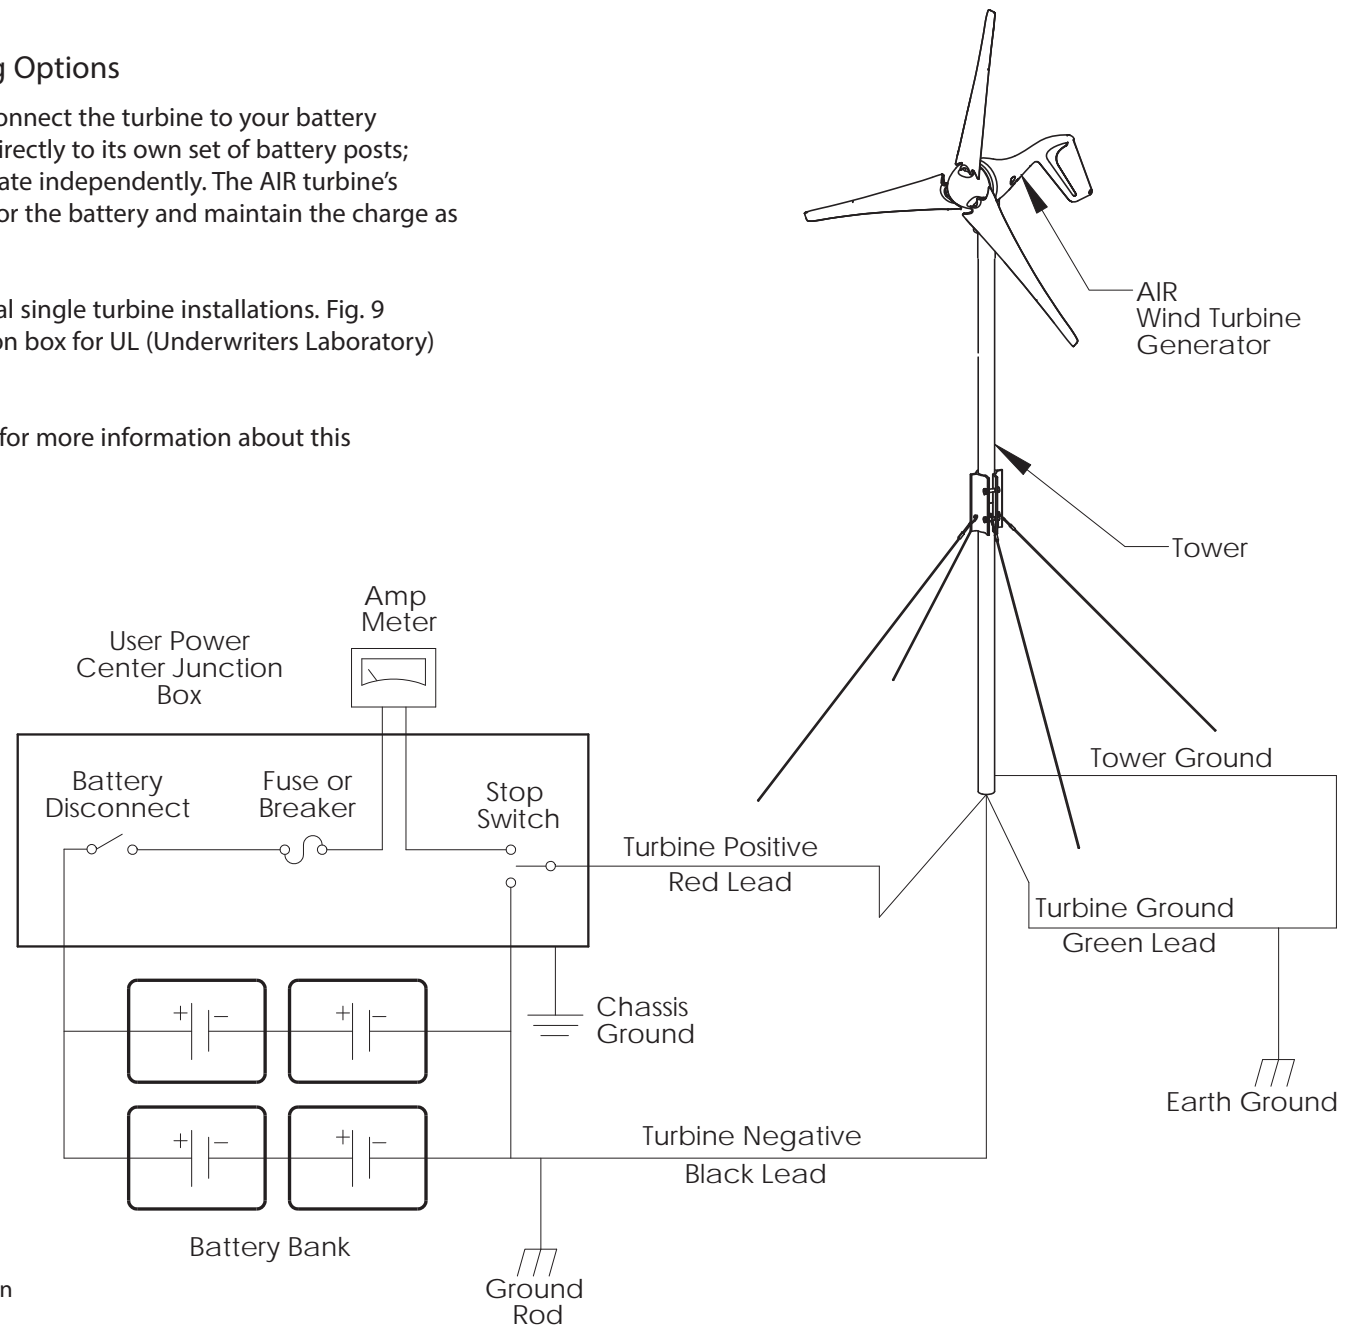 Options
onnect the turbine to your battery
irectly to its own set of battery posts;
ate independently. The AIR turbine's
or the battery and maintain the charge as
al single turbine installations. Fig. 9
on box for UL (Underwriters Laboratory)
for more information about this
AIR
Wind Turbine
Generator
Tower
Amp
Meter
User Power
Center Junction
Box
Battery
Disconnect
Fuse or
Breaker
Stop
Switch
Turbine Positive
Red Lead
Tower Ground
Turbine Ground
Green Lead
+ −
+ −
Chassis
Ground
Earth Ground
+ −
+ −
Turbine Negative
Black Lead
Battery Bank
Ground
Rod
n